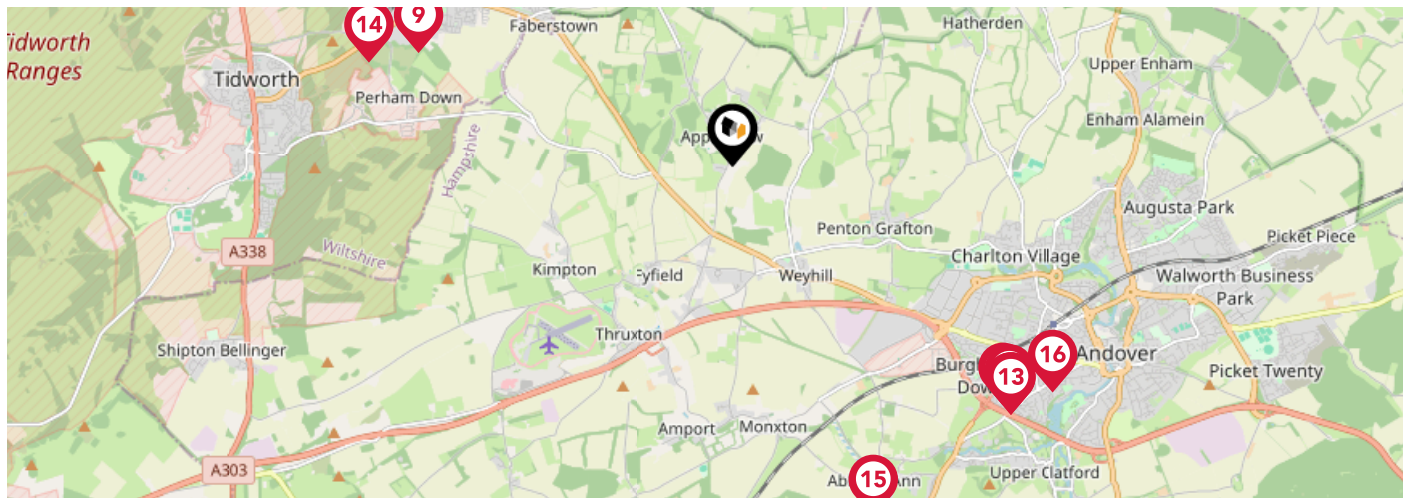 14
9
Faberstown
Hatherden
Tidworth
Ranges
Tidworth
Upper Enham
Perham Down
Enham Alamein
Hampshire
Augusta Park
Penton Grafton
Picket Piece
A338
Wiltshire
Charlton Village
Kimpton
Fyfield
Weyhill
Walworth Business
Park
Thruxton
Shipton Bellinger
16
Andover
13
Picket Twenty
Amport
Monxton
A303
15
Upper Clatford